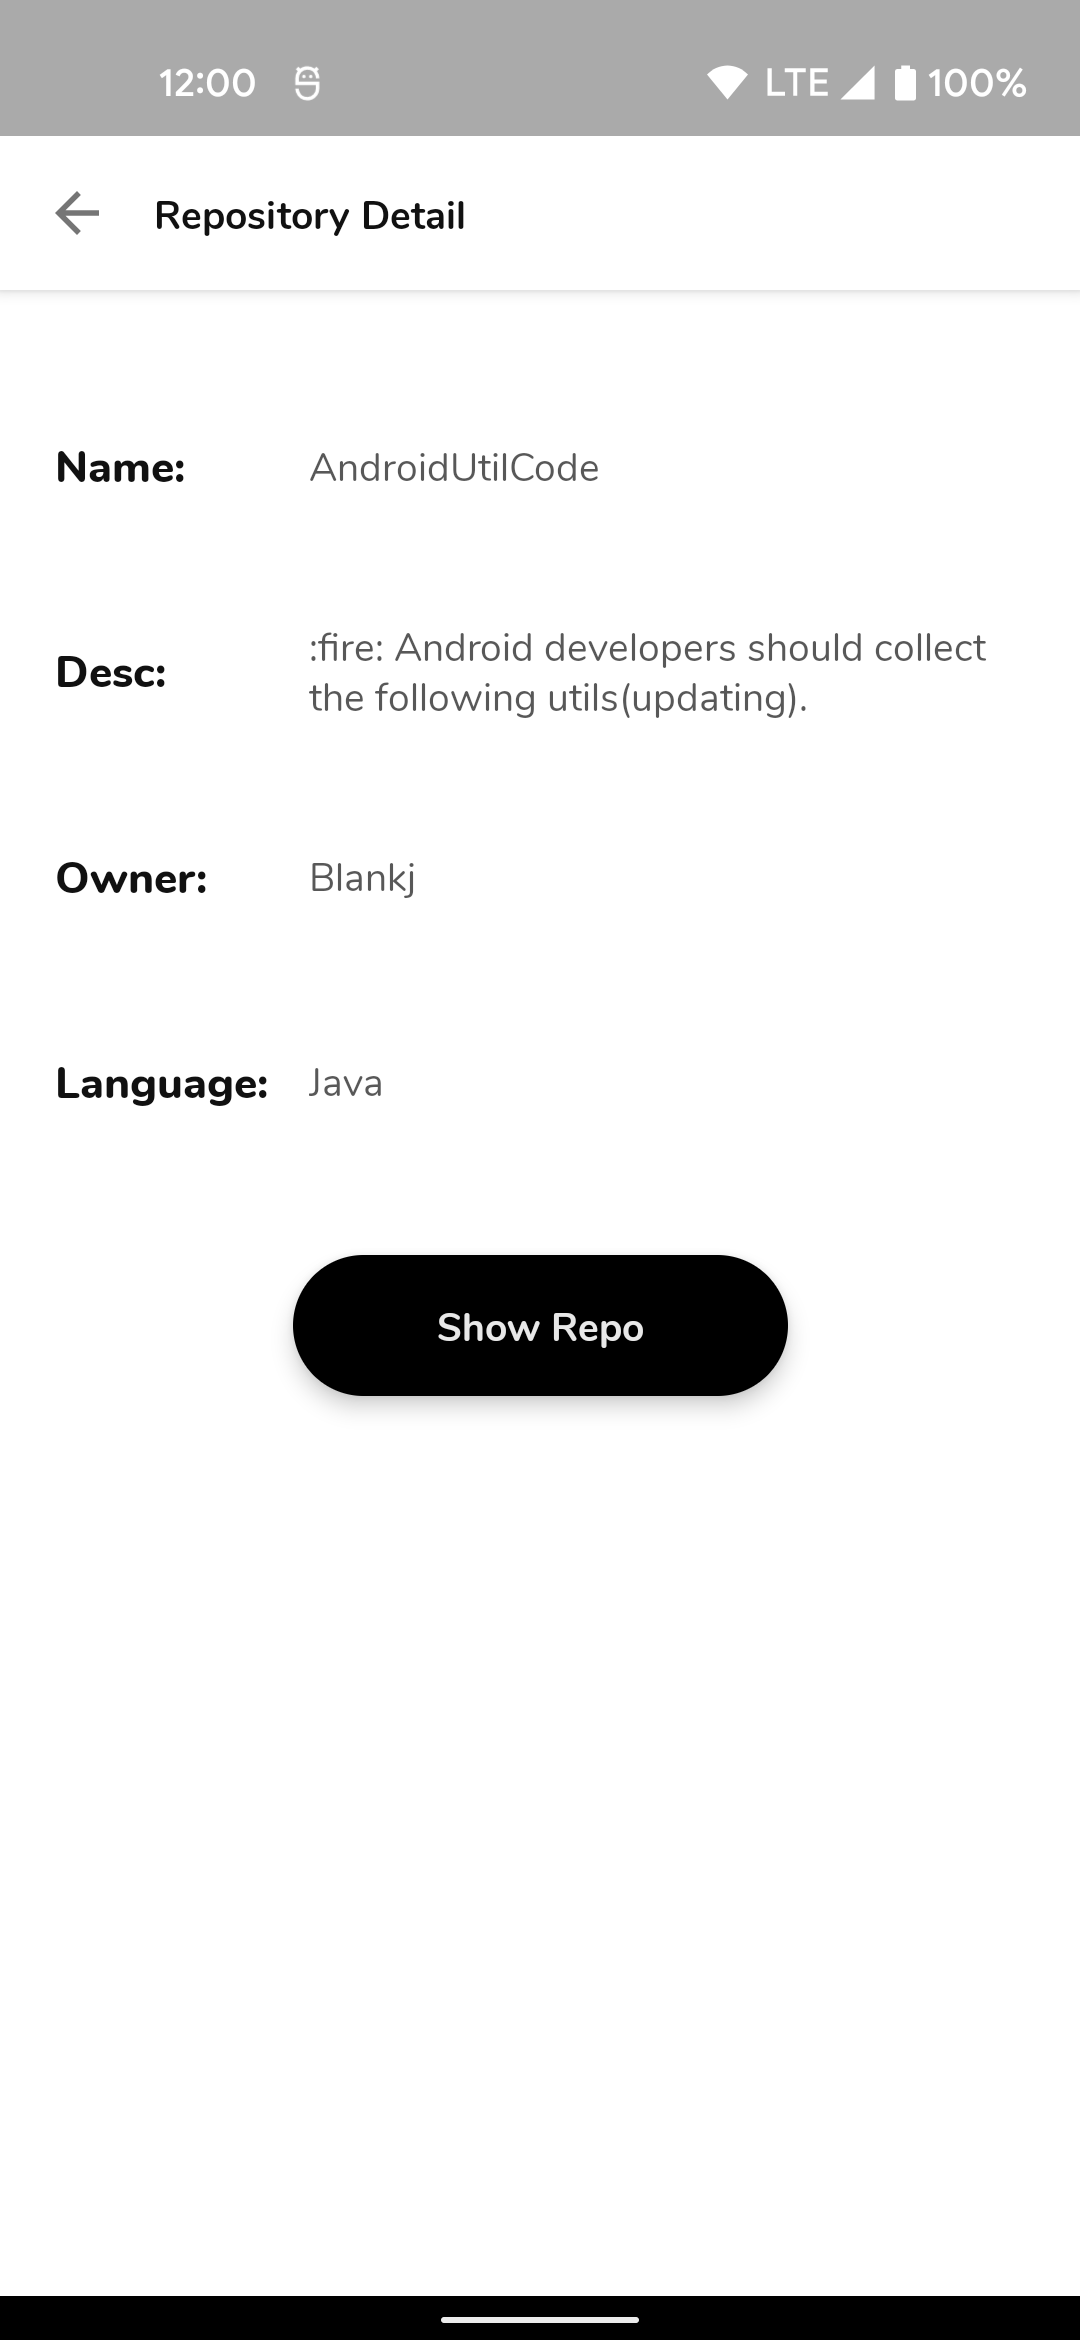 12:00 LTE 100%
Repository Detail
Name: AndroidUtilCode
Desc: :fire: Android developers should collect
the following utils(updating).
Owner: Blankj
Language: Java
Show Repo